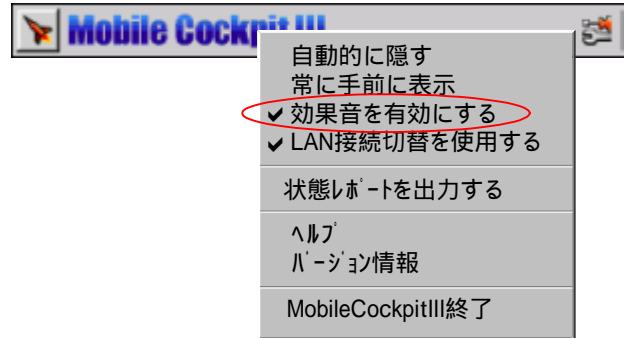 Mobile Cockpit III
自動的に隠す
常に手前に表示
効果音を有効にする
LAN接続切替を使用する
状態ﾚﾎﾟｰﾄを出力する
ﾍﾙﾌﾟ
ﾊﾞｰｼﾞｮﾝ情報
MobileCockpitIII終了